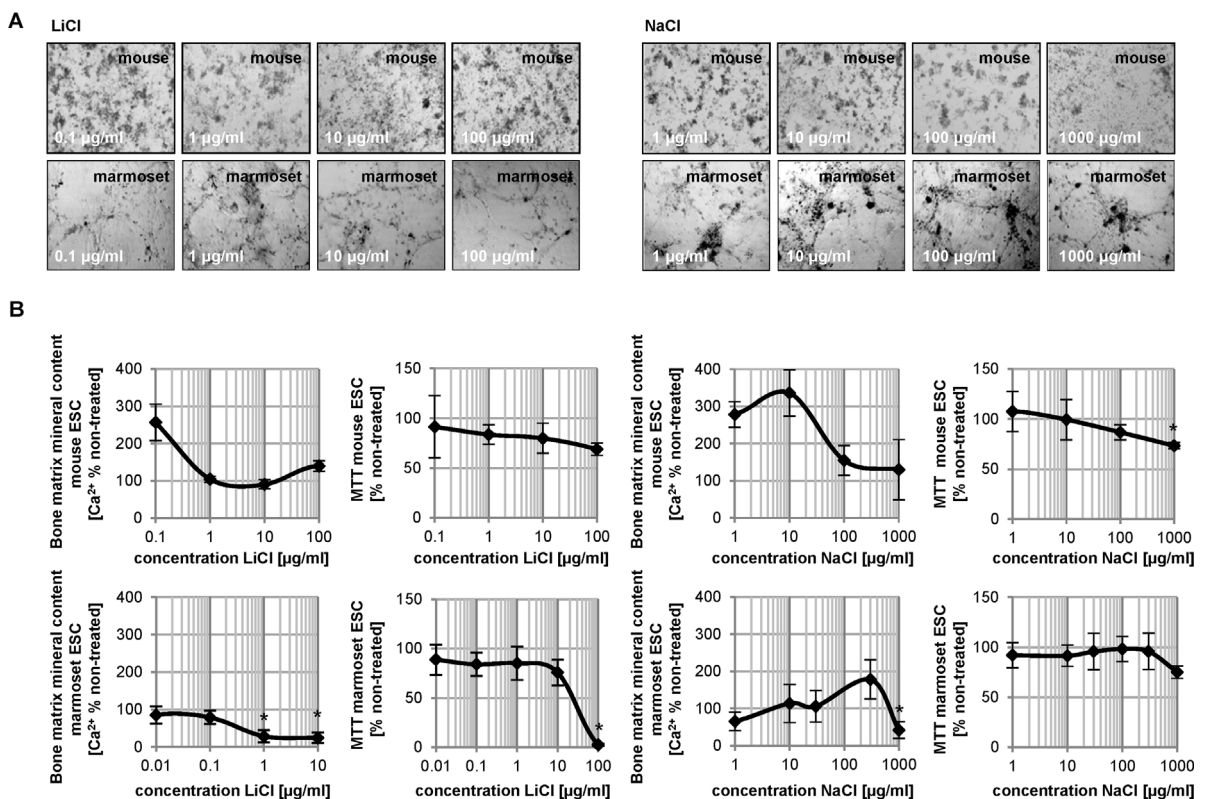 A
LiCl
NaCl
mouse mouse mouse mouse
0.1 µg/ml 1 µg/ml 10 µg/ml 100 µg/ml
marmoset marmoset marmoset marmoset
0.1 µg/ml 1 µg/ml 10 µg/ml 100 µg/ml
mouse mouse mouse mouse
1 µg/ml 10 µg/ml 100 µg/ml 1000 µg/ml
marmoset marmoset marmoset marmoset
1 µg/ml 10 µg/ml 100 µg/ml 1000 µg/ml
B
Bone matrix mineral content
mouse ESC
[Ca²⁺ % non-treated]
400
300
200
100
0
0.1 1 10 100
concentration LiCl [µg/ml]
MTT mouse ESC
[% non-treated]
150
100
50
0
0.1 1 10 100
concentration LiCl [µg/ml]
Bone matrix mineral content
mouse ESC
[Ca²⁺ % non-treated]
400
300
200
100
0
1 10 100 1000
concentration NaCl [µg/ml]
MTT mouse ESC
[% non-treated]
150
100
50
0
*
1 10 100 1000
concentration NaCl [µg/ml]
Bone matrix mineral content
marmoset ESC
[Ca²⁺ % non-treated]
400
300
200
100
0
* *
0.01 0.1 1 10
concentration LiCl [µg/ml]
MTT marmoset ESC
[% non-treated]
150
100
50
0
*
0.01 0.1 1 10 100
concentration LiCl [µg/ml]
Bone matrix mineral content
marmoset ESC
[Ca²⁺ % non-treated]
400
300
200
100
0
*
1 10 100 1000
concentration NaCl [µg/ml]
MTT marmoset ESC
[% non-treated]
150
100
50
0
1 10 100 1000
concentration NaCl [µg/ml]